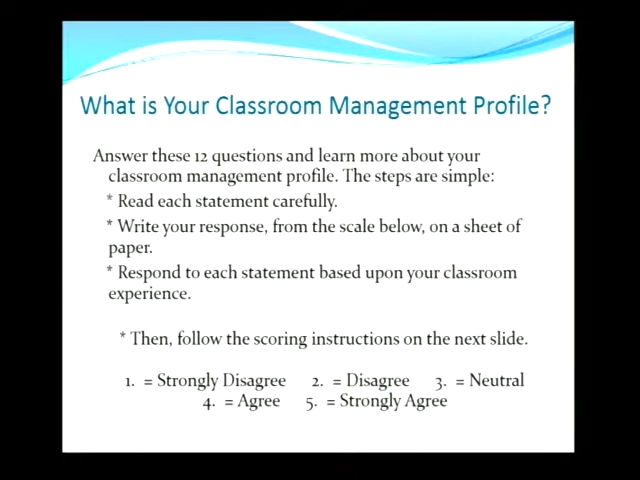 What is Your Classroom Management Profile?
Answer these 12 questions and learn more about your
classroom management profile. The steps are simple:
* Read each statement carefully.
* Write your response, from the scale below, on a sheet of
paper.
* Respond to each statement based upon your classroom
experience.
* Then, follow the scoring instructions on the next slide.
1. = Strongly Disagree 2. = Disagree 3. = Neutral
4. = Agree 5. = Strongly Agree